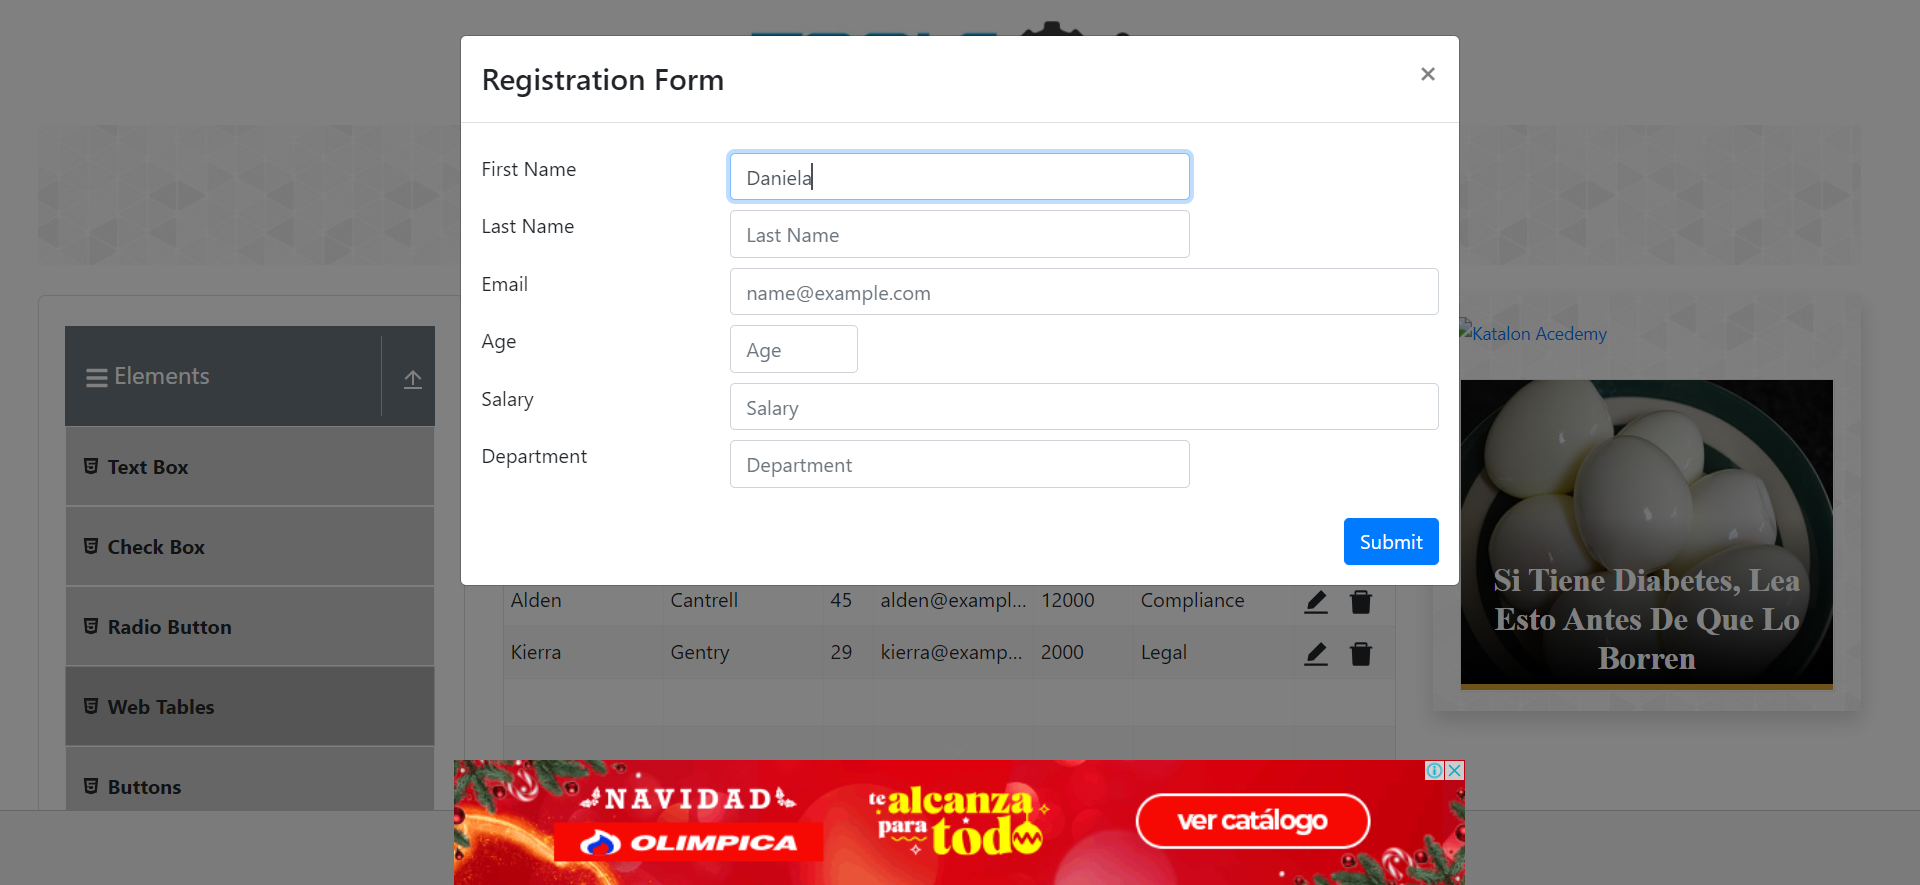 Registration Form
×
First Name
Daniela
Last Name
Last Name
Email
name@example.com
Age
Age
Salary
Salary
Department
Department
Submit
Elements
Text Box
Check Box
Radio Button
Web Tables
Buttons
Alden Cantrell 45 alden@exampl... 12000 Compliance
Kierra Gentry 29 kierra@examp... 2000 Legal
Katalon Acedemy
Si Tiene Diabetes, Lea
Esto Antes De Que Lo
Borren
NAVIDAD
OLIMPICA
te alcanza
para todo
ver catálogo